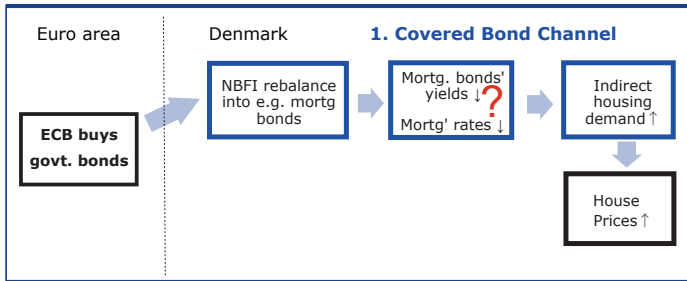 Euro area
Denmark
1. Covered Bond Channel
ECB buys
govt. bonds
NBFI rebalance
into e.g. mortg
bonds
Mortg. bonds'
yields ↓
?
Mortg' rates ↓
Indirect
housing
demand ↑
House
Prices ↑